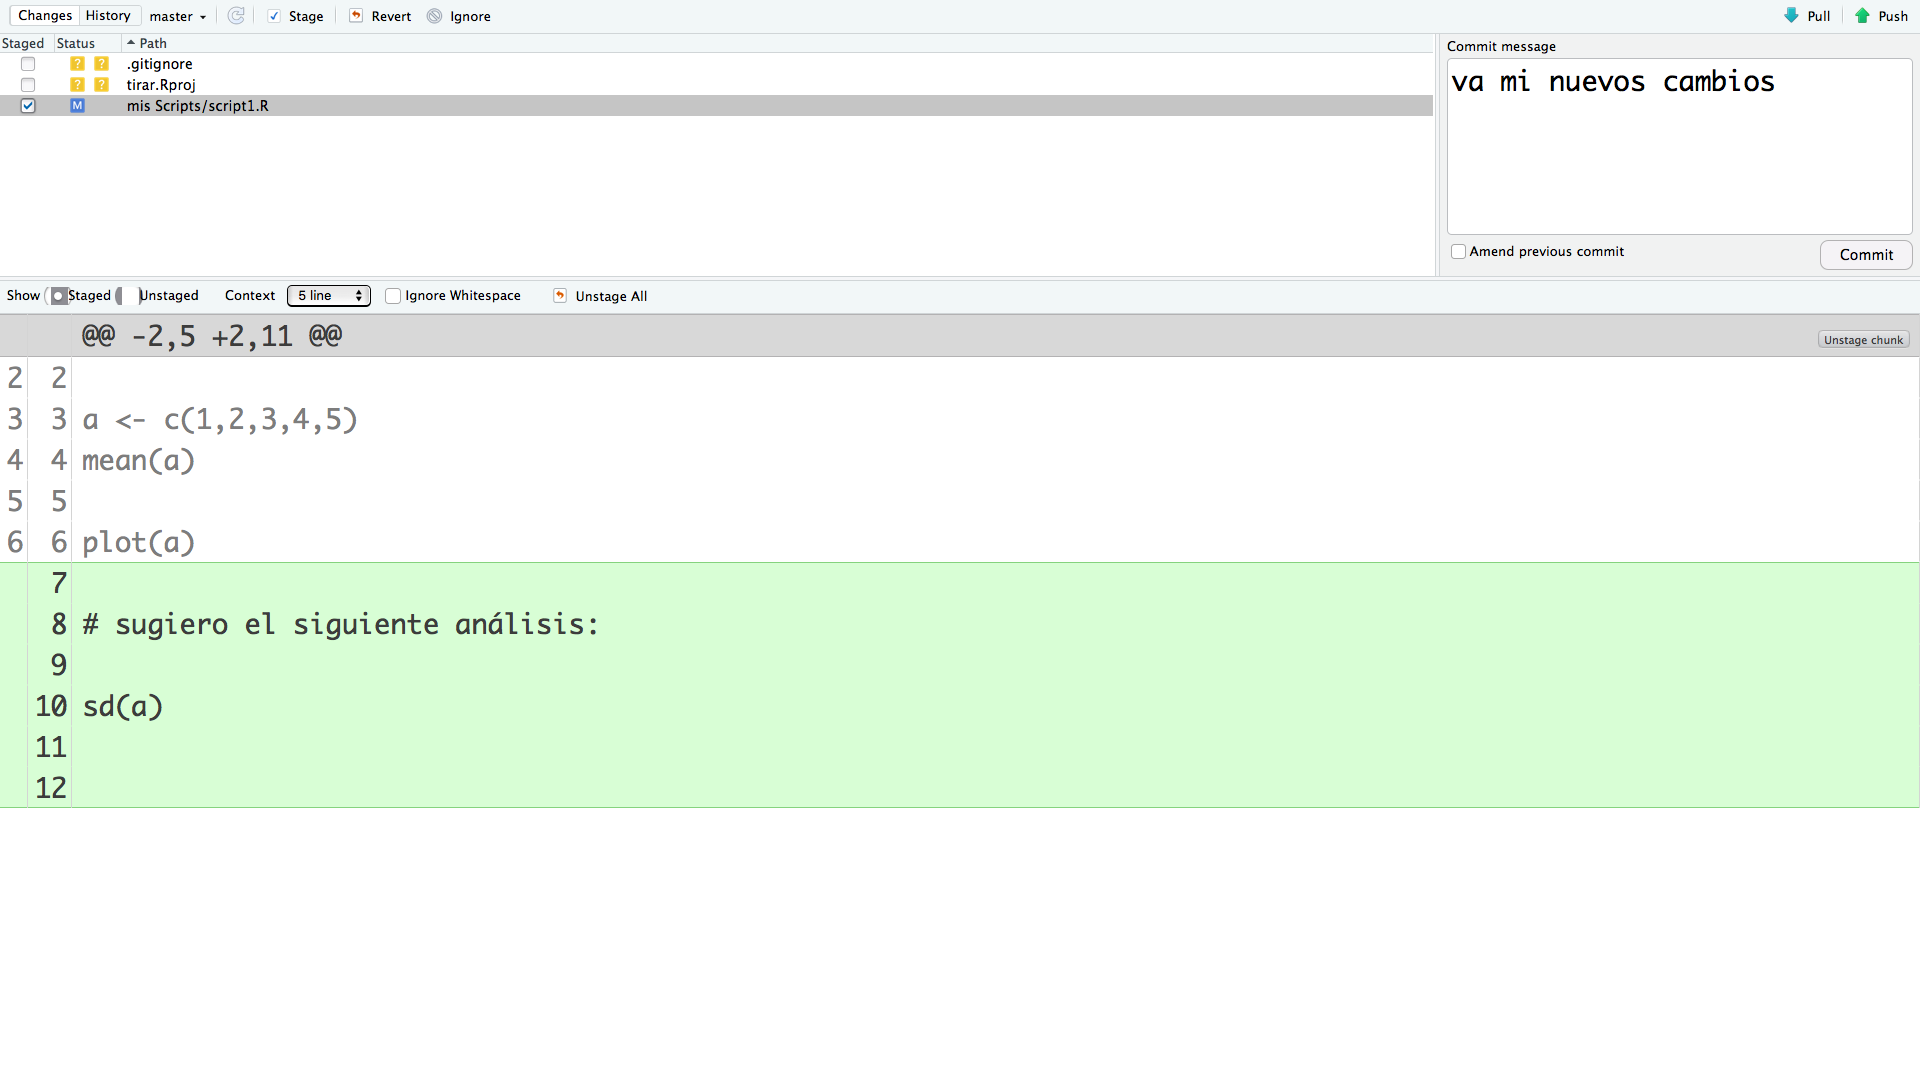 Changes History master Stage Revert Ignore Pull Push
Staged Status Path
? ? .gitignore
? ? tirar.Rproj
M mis Scripts/script1.R
Commit message
va mi nuevos cambios
Amend previous commit Commit
Show Staged Unstaged Context 5 line Ignore Whitespace Unstage All
@@ -2,5 +2,11 @@ Unstage chunk
2 2
3 3 a <- c(1,2,3,4,5)
4 4 mean(a)
5 5
6 6 plot(a)
7
8 # sugiero el siguiente análisis:
9
10 sd(a)
11
12